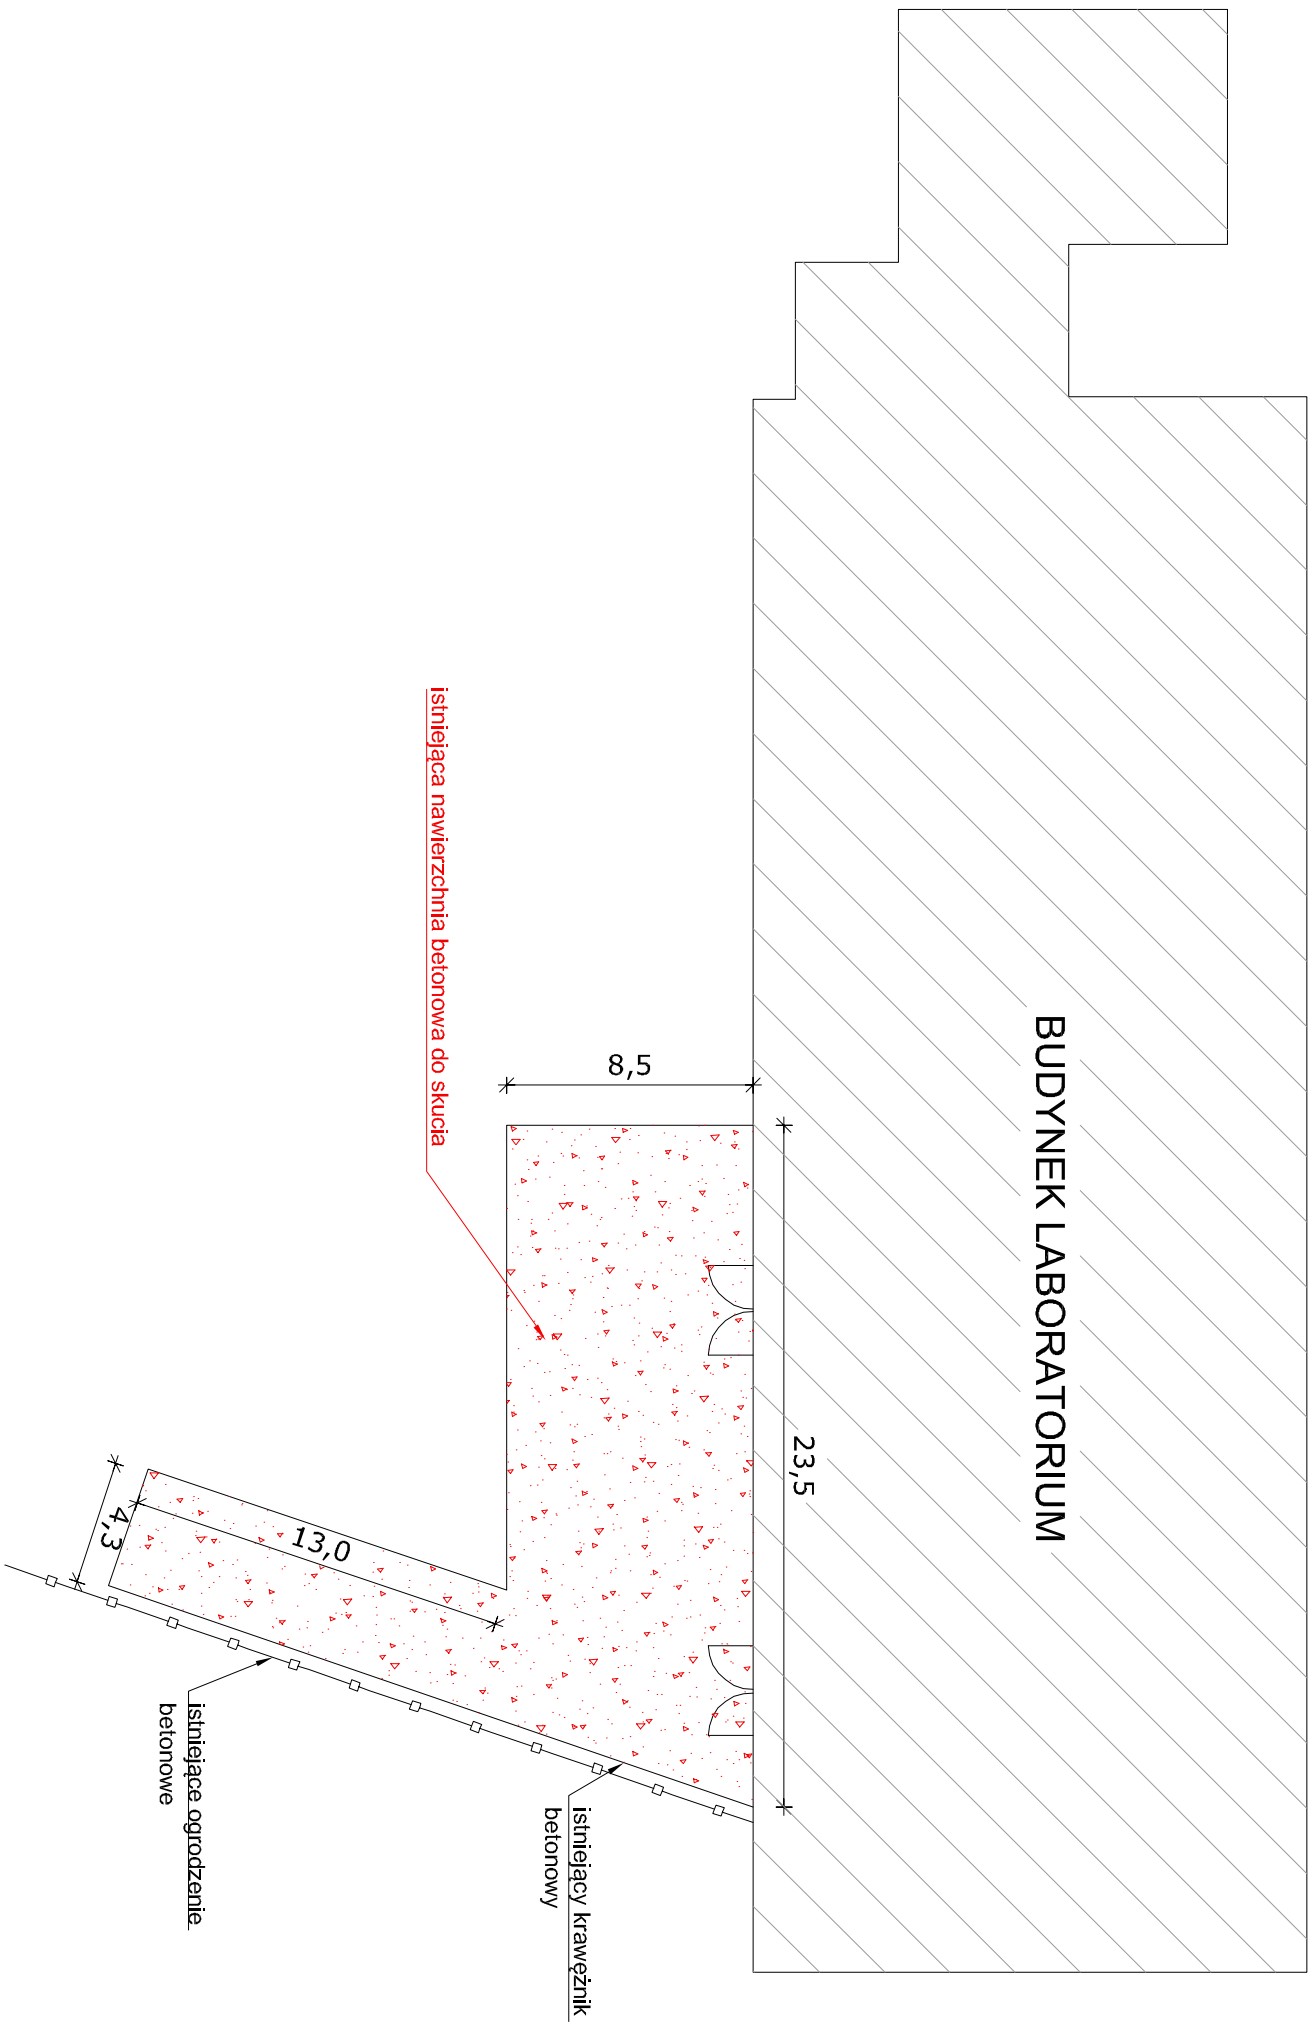 BUDYNEK LABORATORIUM
23,5
8,5
istniejąca nawierzchnia betonowa do skucia
13,0
4,3
istniejący krawężnik
betonowy
istniejące ogrodzenie
betonowe